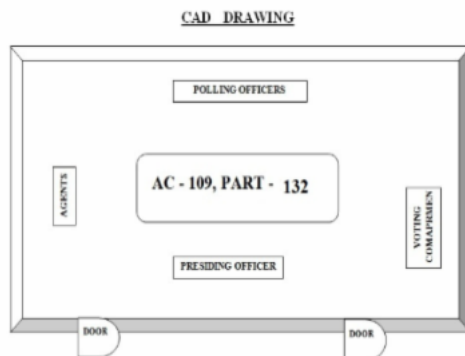 CAD DRAWING
POLLING OFFICERS
AGENTS
AC - 109, PART - 132
VOTING
COMAPRMEN
PRESIDING OFFICER
DOOR
DOOR